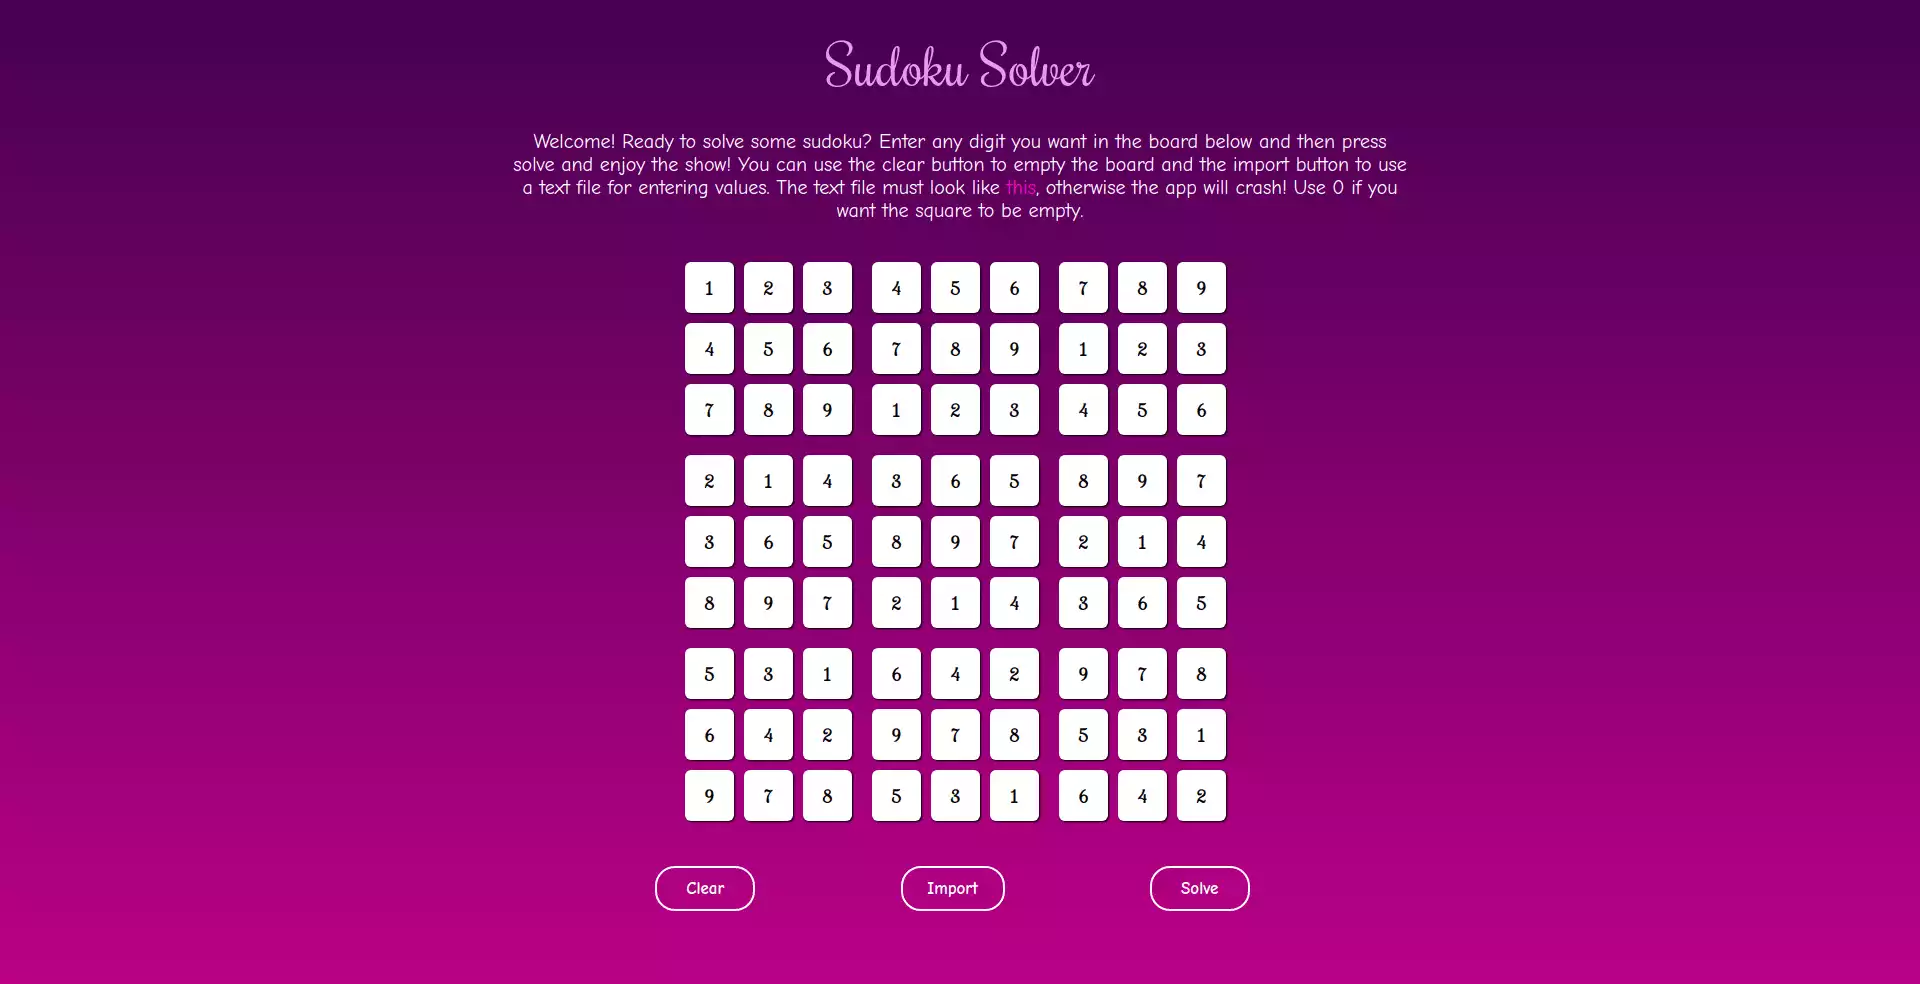 Sudoku Solver
Welcome! Ready to solve some sudoku? Enter any digit you want in the board below and then press
solve and enjoy the show! You can use the clear button to empty the board and the import button to use
a text file for entering values. The text file must look like this, otherwise the app will crash! Use 0 if you
want the square to be empty.
1 2 3 4 5 6 7 8 9
4 5 6 7 8 9 1 2 3
7 8 9 1 2 3 4 5 6
2 1 4 3 6 5 8 9 7
3 6 5 8 9 7 2 1 4
8 9 7 2 1 4 3 6 5
5 3 1 6 4 2 9 7 8
6 4 2 9 7 8 5 3 1
9 7 8 5 3 1 6 4 2
Clear Import Solve